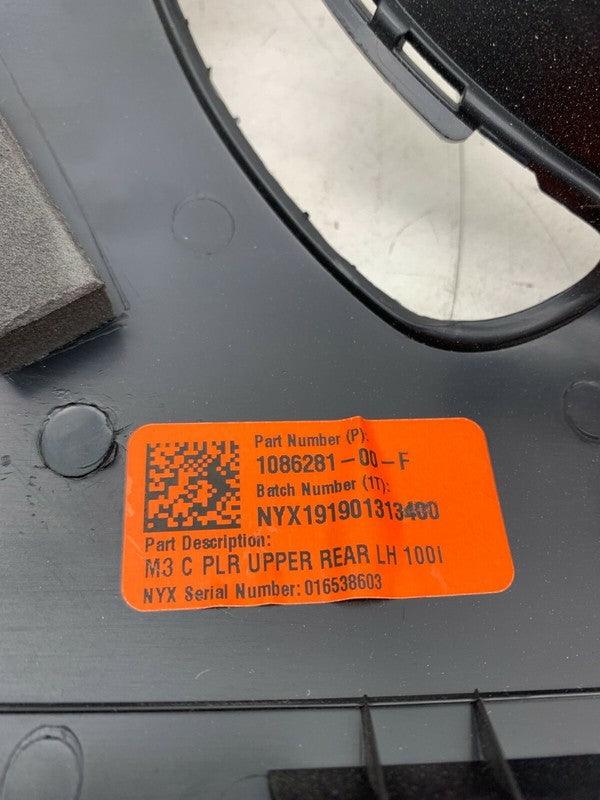 Part Number (P):
1086281-00-F
Batch Number (1T):
NYX191901313400
Part Description:
M3 C PLR UPPER REAR LH 100I
NYX Serial Number: 016538603